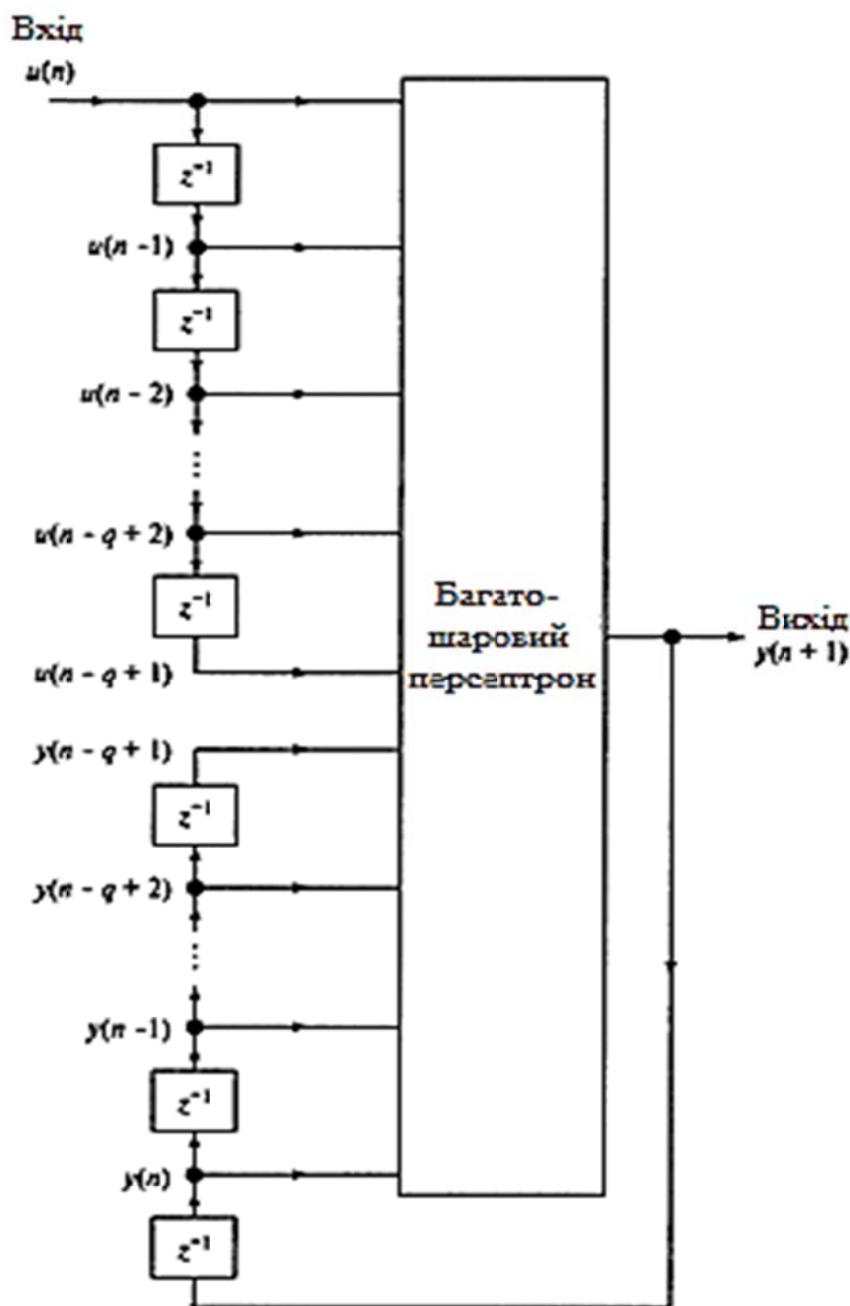 Вхід
u(n)
z⁻¹
u(n - 1)
z⁻¹
u(n - 2)
...
u(n - q + 2)
z⁻¹
u(n - q + 1)
Багато-
шаровий
персептрон
Вихід
y(n + 1)
y(n - q + 1)
z⁻¹
y(n - q + 2)
...
y(n - 1)
z⁻¹
y(n)
z⁻¹